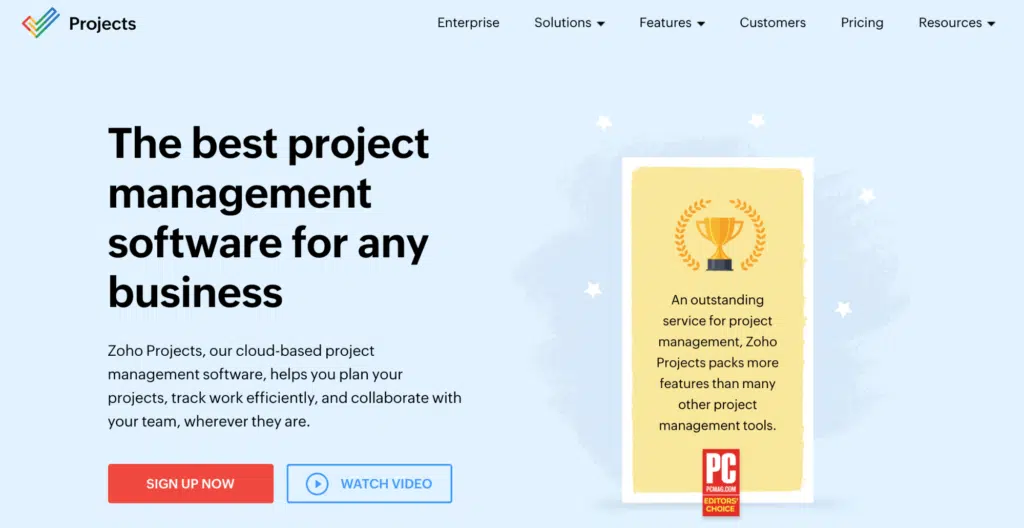 Projects
Enterprise
Solutions
Features
Customers
Pricing
Resources
The best project
management
software for any
business
Zoho Projects, our cloud-based project
management software, helps you plan your
projects, track work efficiently, and collaborate with
your team, wherever they are.
SIGN UP NOW
WATCH VIDEO
An outstanding
service for project
management, Zoho
Projects packs more
features than many
other project
management tools.
PC
PCMAG.COM
EDITORS'
CHOICE